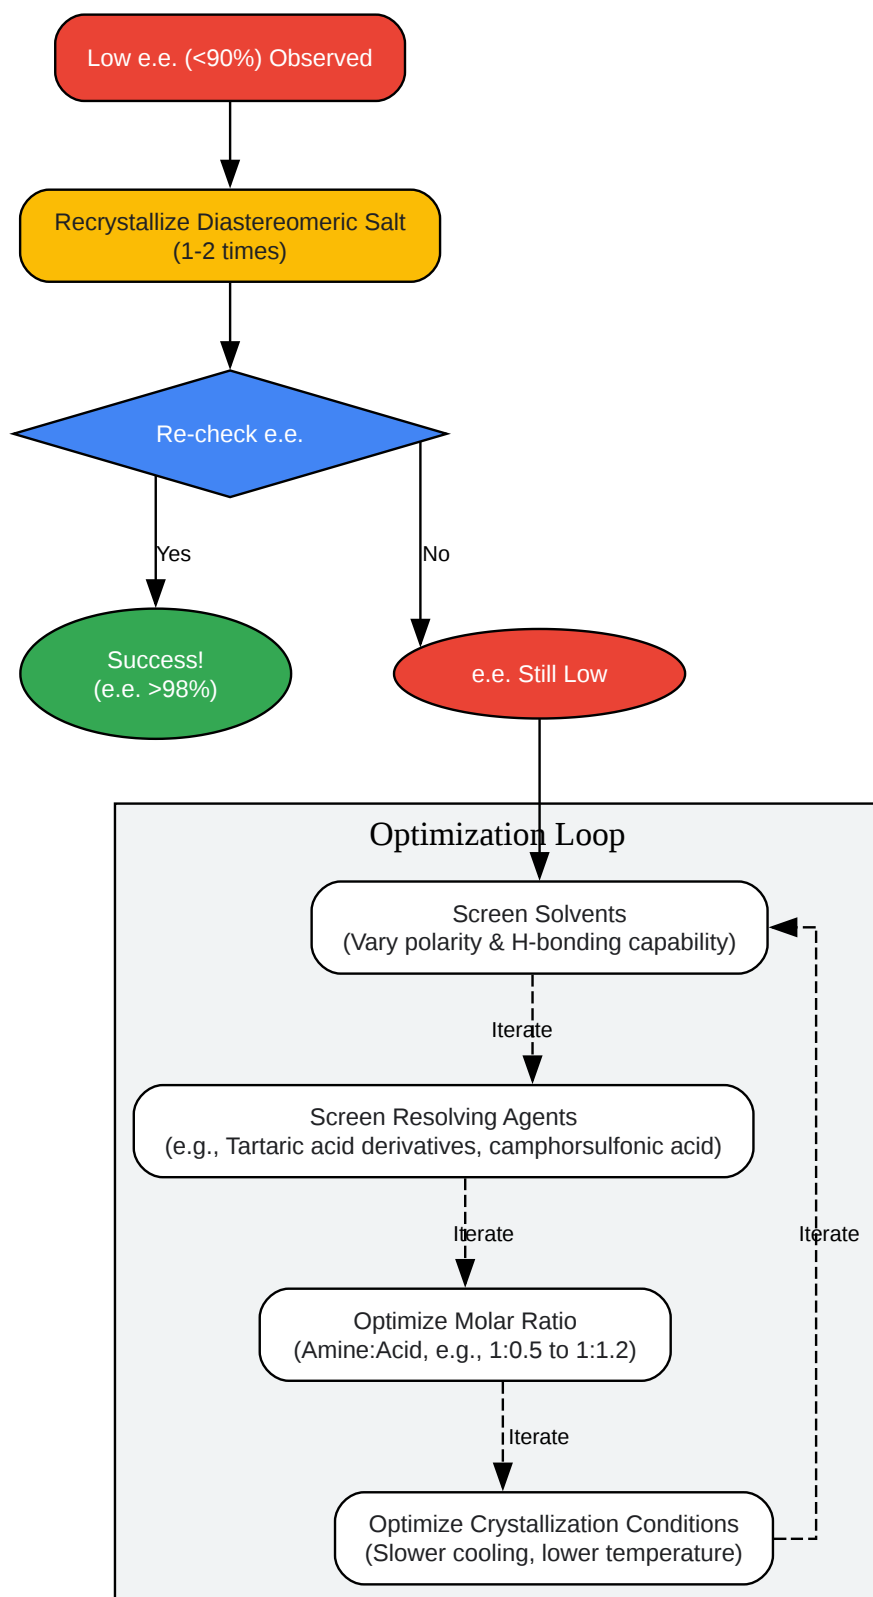 Low e.e. (<90%) Observed
Recrystallize Diastereomeric Salt
(1-2 times)
Re-check e.e.
Yes
No
Success!
(e.e. >98%)
e.e. Still Low
Optimization Loop
Screen Solvents
(Vary polarity & H-bonding capability)
Iterate
Screen Resolving Agents
(e.g., Tartaric acid derivatives, camphorsulfonic acid)
Iterate
Iterate
Optimize Molar Ratio
(Amine:Acid, e.g., 1:0.5 to 1:1.2)
Iterate
Optimize Crystallization Conditions
(Slower cooling, lower temperature)